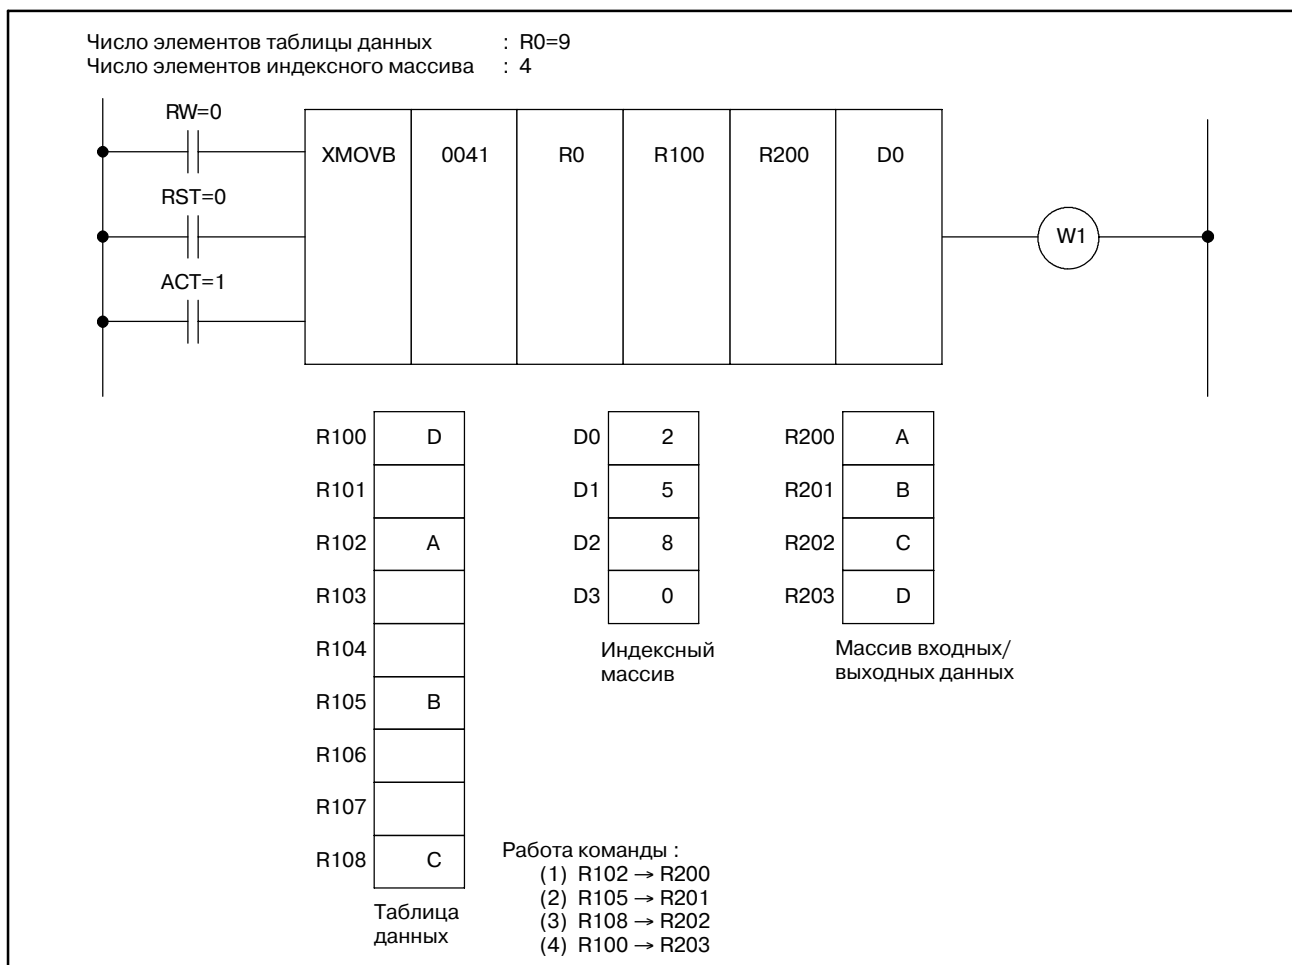 Число элементов таблицы данных : R0=9
Число элементов индексного массива : 4
RW=0
XMOVB 0041 R0 R100 R200 D0
RST=0
W1
ACT=1
R100 D D0 2 R200 A
R101 D1 5 R201 B
R102 A D2 8 R202 C
R103 D3 0 R203 D
R104
Индексный
массив
Массив входных/
выходных данных
R105 B
R106
R107
R108 C
Таблица
данных
Работа команды :
(1) R102 → R200
(2) R105 → R201
(3) R108 → R202
(4) R100 → R203